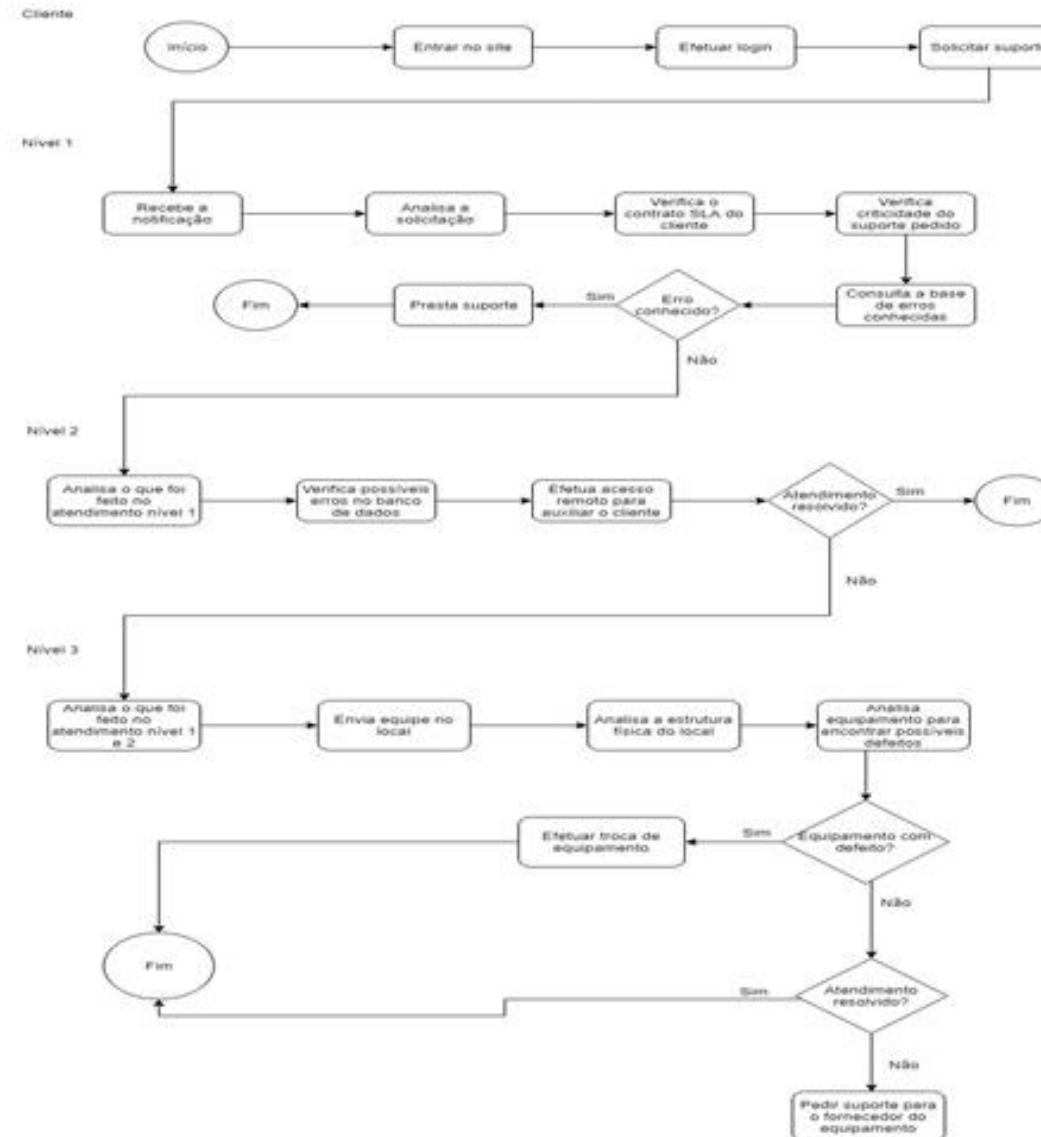 Cliente
Início
Entrar no site
Efetuar login
Solicitar suporte
Nível 1
Recebe a
notificação
Analisa a
solicitação
Verifica o
contrato SLA do
cliente
Verifica
criticidade do
suporte pedido
Fim
Presta suporte
Sim
Erro
conhecido?
Consulta a base
de erros
conhecidas
Não
Nível 2
Analisa o que foi
feito no
atendimento nível 1
Verifica possíveis
erros no banco
de dados
Efetua acesso
remoto para
auxiliar o cliente
Atendimento
resolvido?
Sim
Fim
Não
Nível 3
Analisa o que foi
feito no
atendimento nível 1
e 2
Envia equipe no
local
Analisa a estrutura
física do local
Analisa
equipamento para
encontrar possíveis
defeitos
Efetuar troca de
equipamento
Sim
Equipamento com
defeito?
Não
Fim
Sim
Atendimento
resolvido?
Não
Pedir suporte para
o fornecedor do
equipamento